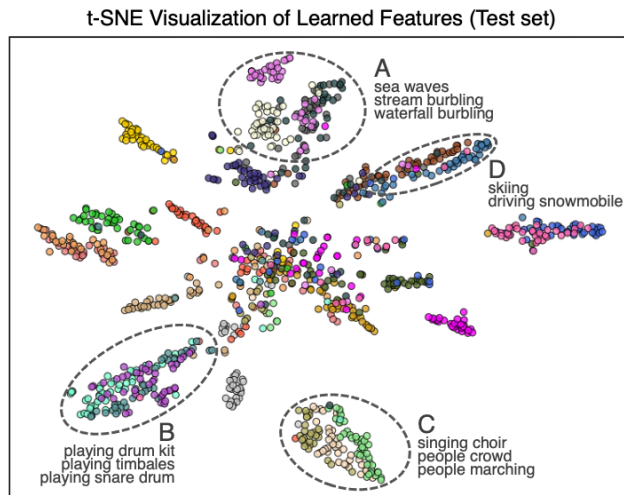 t-SNE Visualization of Learned Features (Test set)
A
sea waves
stream burbling
waterfall burbling
D
skiing
driving snowmobile
B
playing drum kit
playing timbales
playing snare drum
C
singing choir
people crowd
people marching